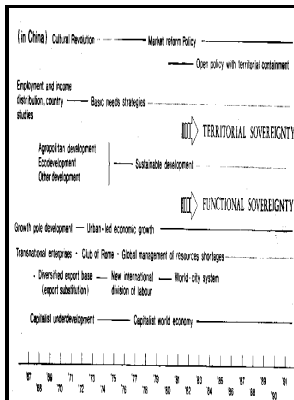 (in China) Cultural Revolution Market reform Policy
Open policy with territorial containment
Employment and income
distribution, country Basic needs strategies
studies
TERRITORIAL SOVEREIGNTY
Agropolitan development
Ecodevelopment Sustainable development
Other development
FUNCTIONAL SOVEREIGNTY
Growth pole development Urban-led economic growth
Transnational enterprises - Club of Rome - Global management of resources shortages
Diversified export base New international World-city system
(export substitution) division of labour
Capitalist underdevelopment Capitalist world economy
'67 '69 '71 '73 '75 '77 '79 '81 '83 '85 '87 '89 '91
'68 '70 '72 '74 '76 '78 '80 '82 '84 '86 '88 '90